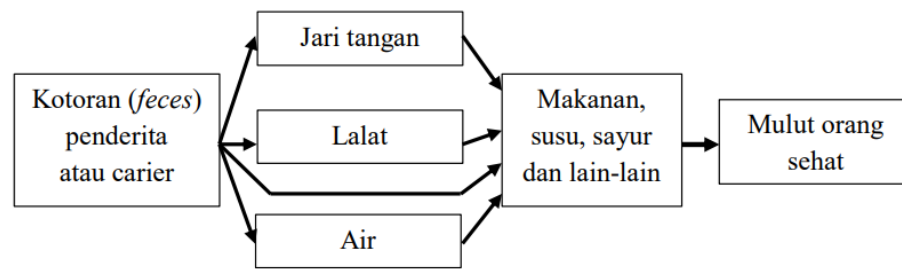 Kotoran (feces)
penderita
atau carier
Jari tangan
Lalat
Air
Makanan,
susu, sayur
dan lain-lain
Mulut orang
sehat